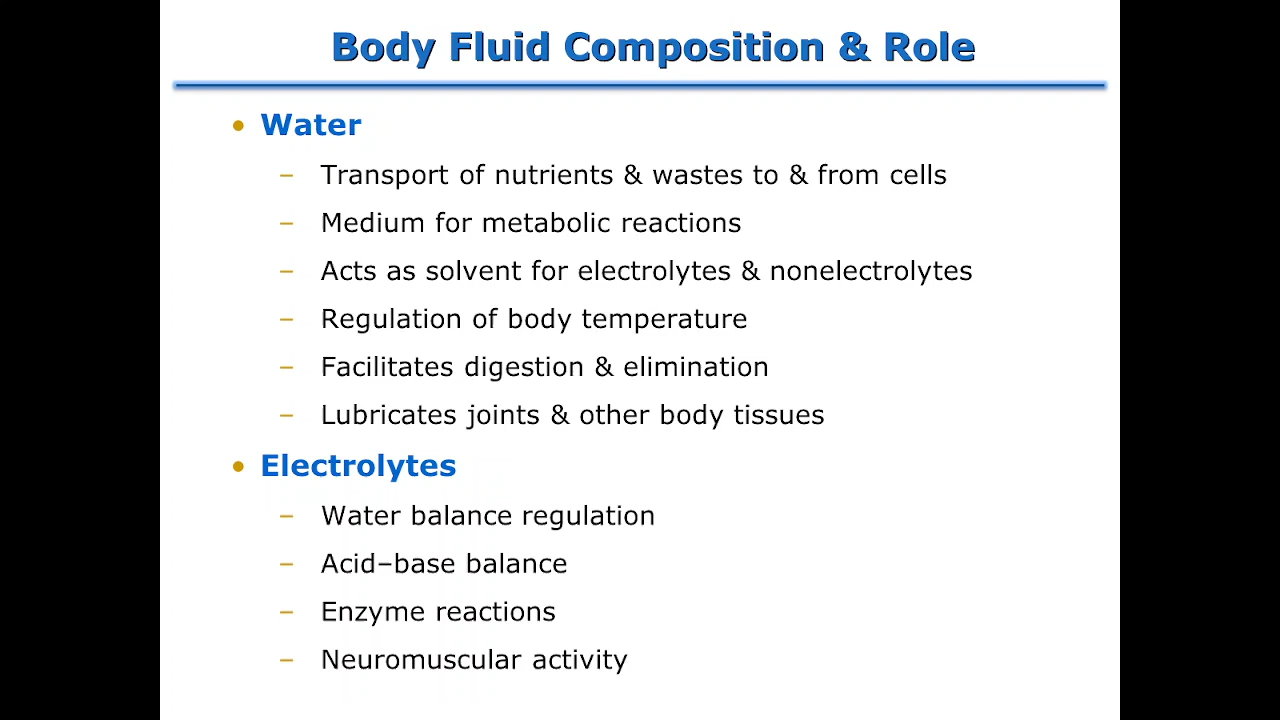 Body Fluid Composition & Role
• Water
– Transport of nutrients & wastes to & from cells
– Medium for metabolic reactions
– Acts as solvent for electrolytes & nonelectrolytes
– Regulation of body temperature
– Facilitates digestion & elimination
– Lubricates joints & other body tissues
• Electrolytes
– Water balance regulation
– Acid–base balance
– Enzyme reactions
– Neuromuscular activity